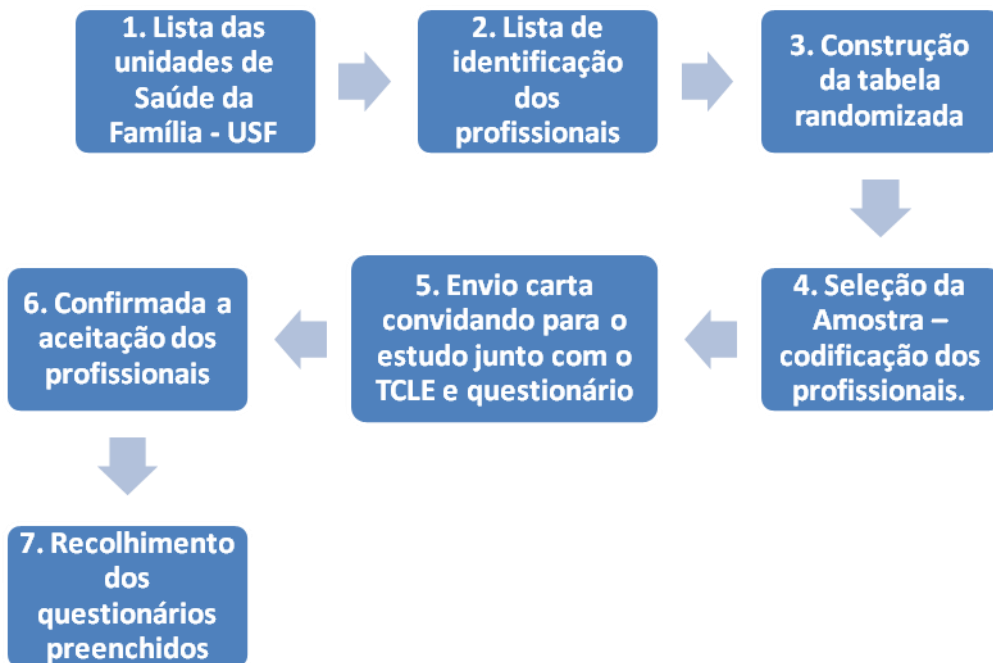 1. Lista das
unidades de
Saúde da
Família - USF
2. Lista de
identificação
dos
profissionais
3. Construção
da tabela
randomizada
4. Seleção da
Amostra –
codificação dos
profissionais.
5. Envio carta
convidando para o
estudo junto com o
TCLE e questionário
6. Confirmada a
aceitação dos
profissionais
7. Recolhimento
dos
questionários
preenchidos